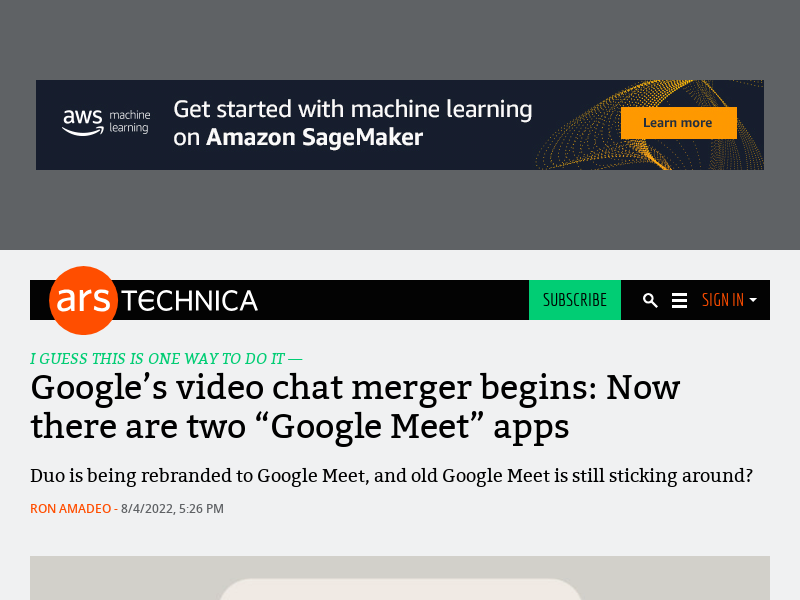 aws machine learning
Get started with machine learning
on Amazon SageMaker
Learn more
ars TECHNICA
SUBSCRIBE
SIGN IN
I GUESS THIS IS ONE WAY TO DO IT —
Google’s video chat merger begins: Now
there are two “Google Meet” apps
Duo is being rebranded to Google Meet, and old Google Meet is still sticking around?
RON AMADEO - 8/4/2022, 5:26 PM